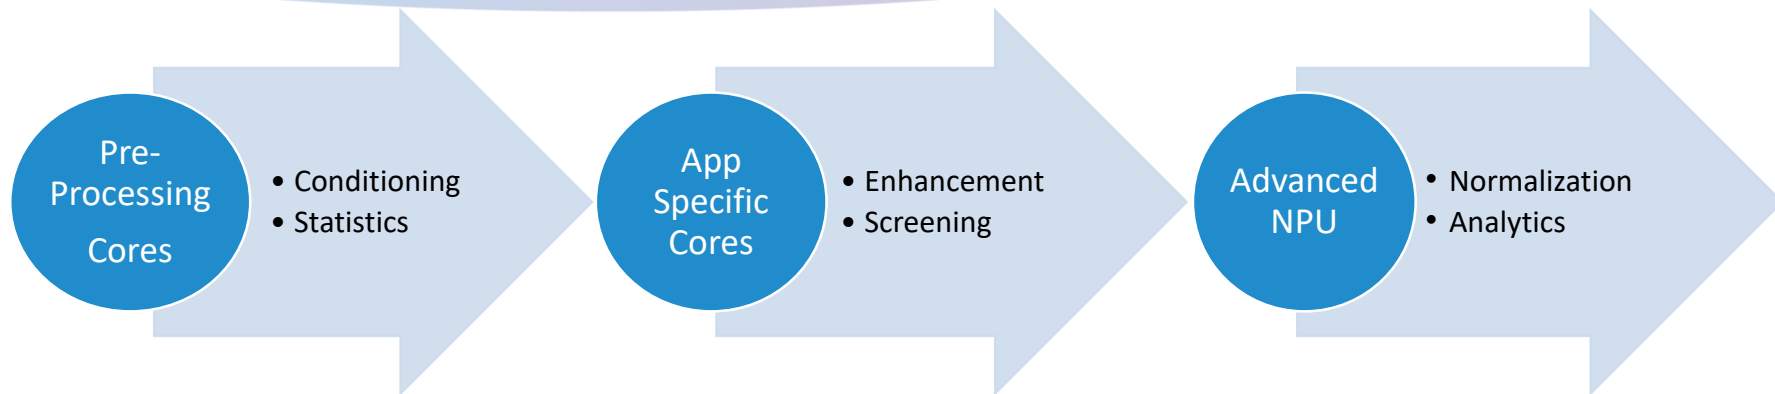 Pre-
Processing
Cores
• Conditioning
• Statistics
App
Specific
Cores
• Enhancement
• Screening
Advanced
NPU
• Normalization
• Analytics